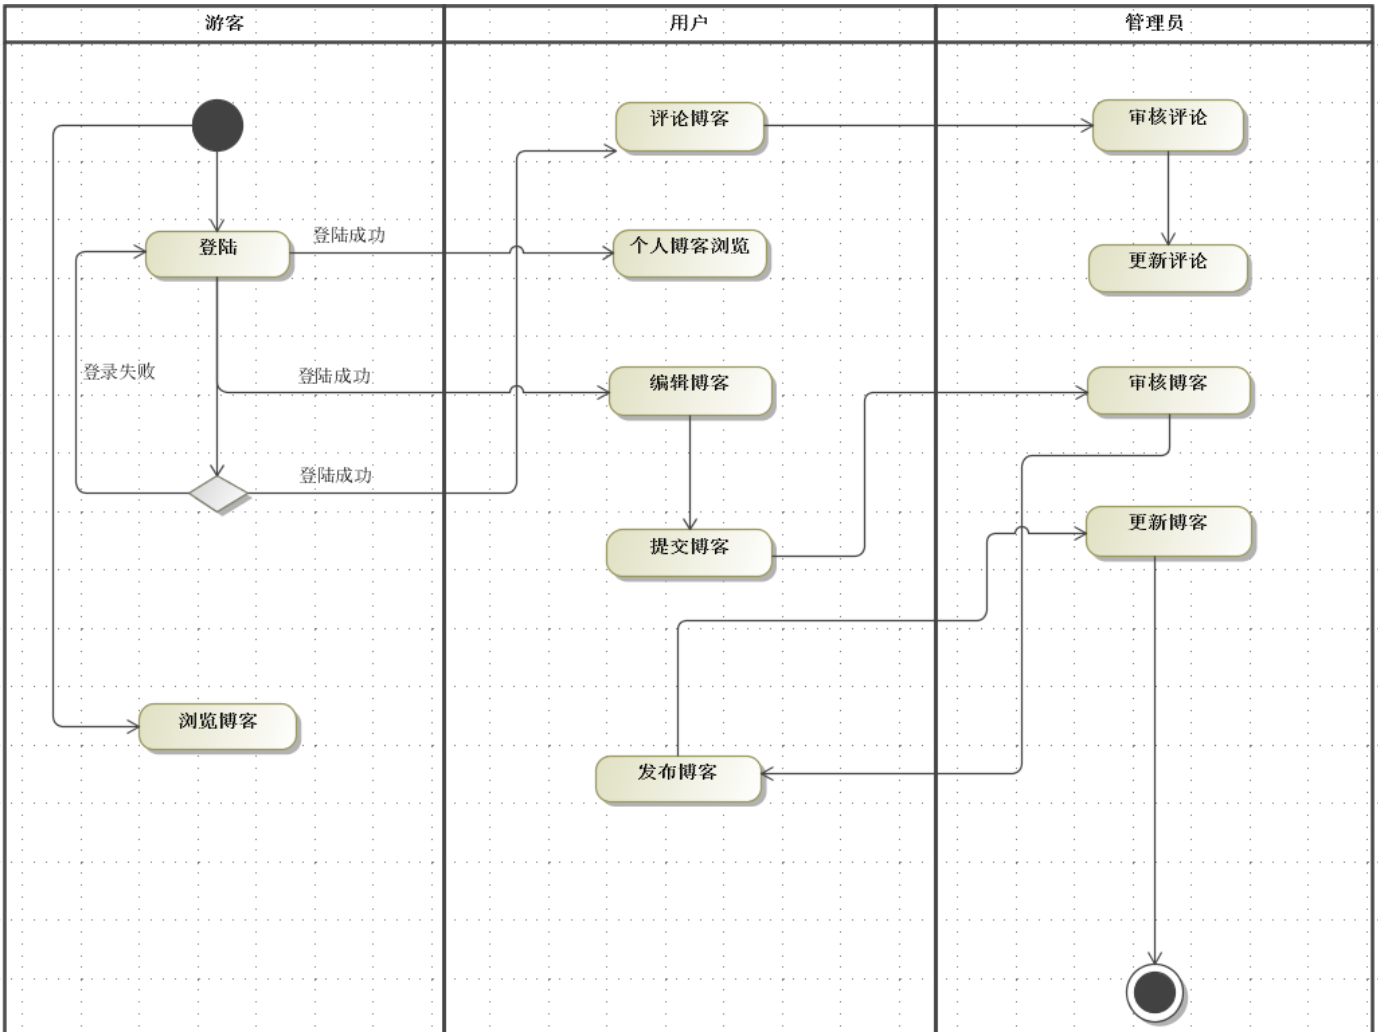 游客
用户
管理员
评论博客
审核评论
登陆
登陆成功
个人博客浏览
更新评论
登录失败
登陆成功
编辑博客
审核博客
登陆成功
提交博客
更新博客
浏览博客
发布博客